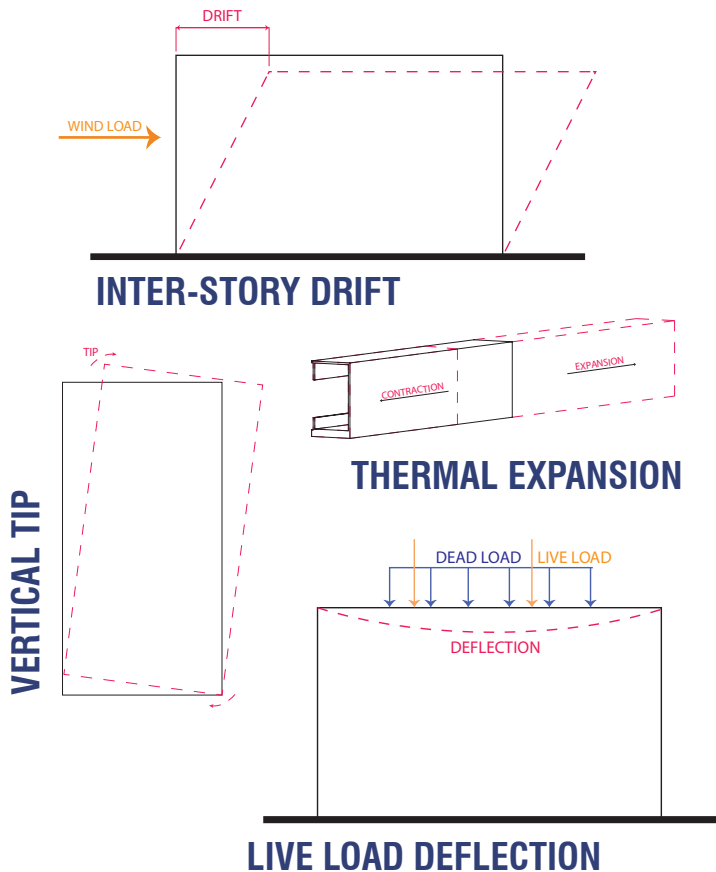 DRIFT
WIND LOAD
INTER-STORY DRIFT
TIP
VERTICAL TIP
CONTRACTION
EXPANSION
THERMAL EXPANSION
DEAD LOAD LIVE LOAD
DEFLECTION
LIVE LOAD DEFLECTION